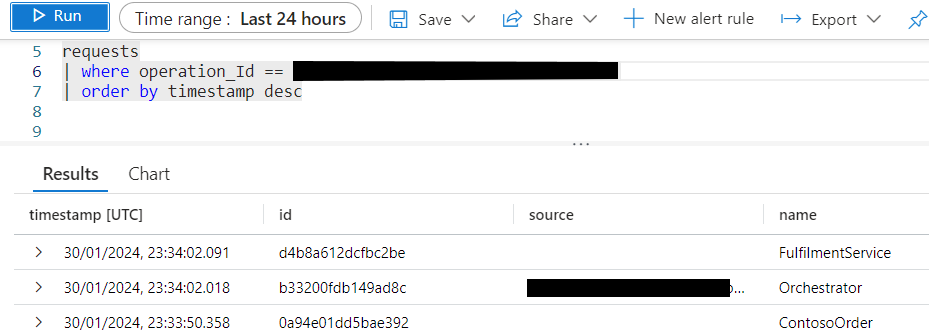 Run Time range : Last 24 hours Save Share New alert rule Export
5 requests
6 | where operation_Id ==
7 | order by timestamp desc
8
9
...
Results Chart
timestamp [UTC] id source name
30/01/2024, 23:34:02.091 d4b8a612dcfbc2be FulfilmentService
30/01/2024, 23:34:02.018 b33200fdb149ad8c ... Orchestrator
30/01/2024, 23:33:50.358 0a94e01dd5bae392 ContosoOrder